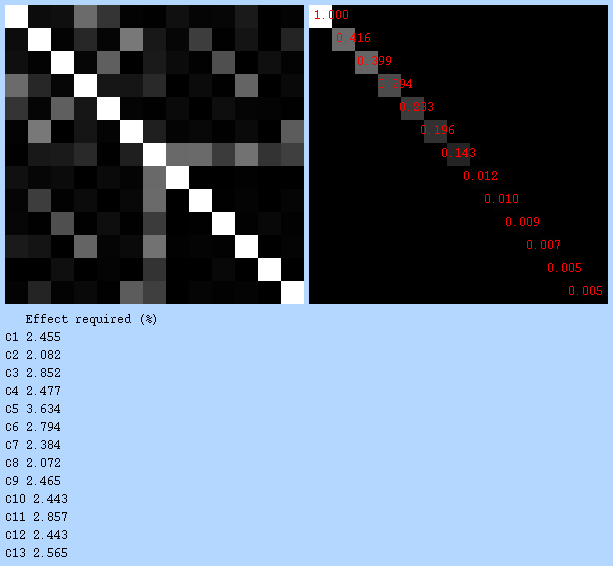 1.000
0.416
0.399
94
0.233
0.196
0.143
0.012
0.010
0.009
0.007
0.005
0.005
Effect required (%)
C1 2.455
C2 2.082
C3 2.852
C4 2.477
C5 3.634
C6 2.794
C7 2.384
C8 2.072
C9 2.465
C10 2.443
C11 2.857
C12 2.443
C13 2.565